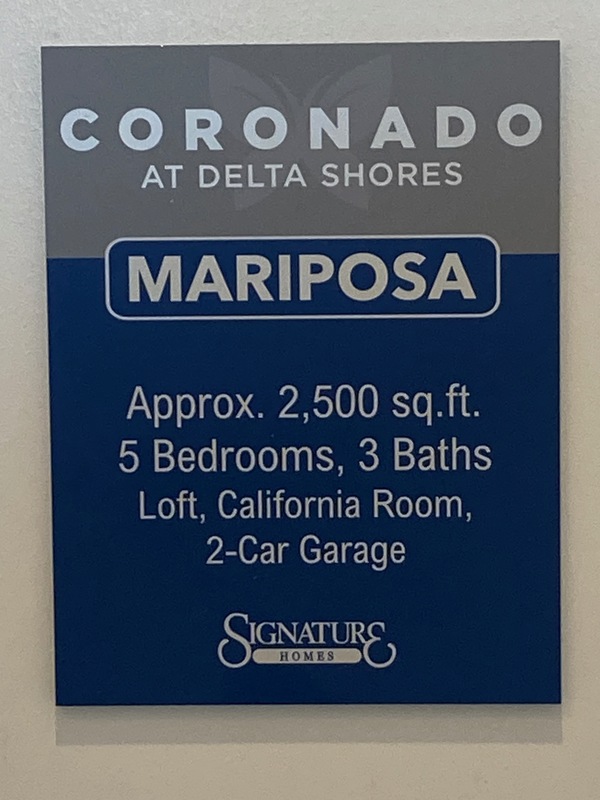 CORONADO
AT DELTA SHORES
MARIPOSA
Approx. 2,500 sq.ft.
5 Bedrooms, 3 Baths
Loft, California Room,
2-Car Garage
SIGNATURE
HOMES